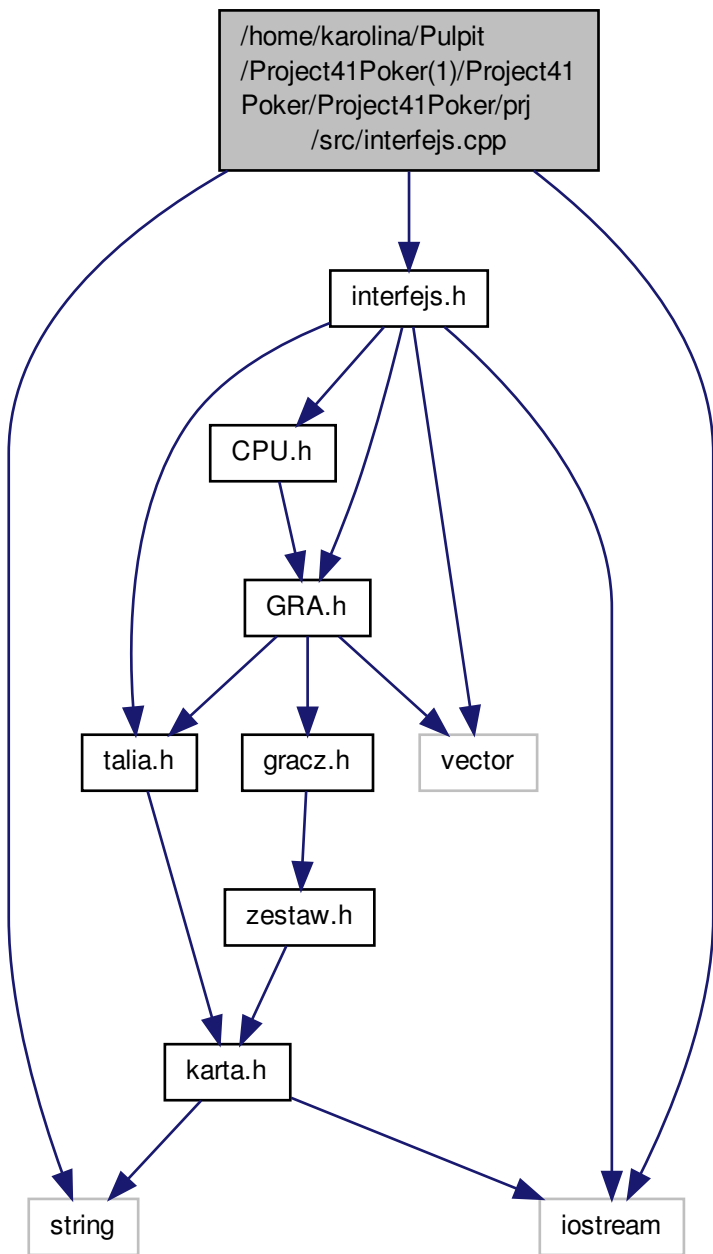 /home/karolina/Pulpit
/Project41Poker(1)/Project41
Poker/Project41Poker/prj
/src/interfejs.cpp
interfejs.h
CPU.h
GRA.h
talia.h
gracz.h
vector
zestaw.h
karta.h
string
iostream